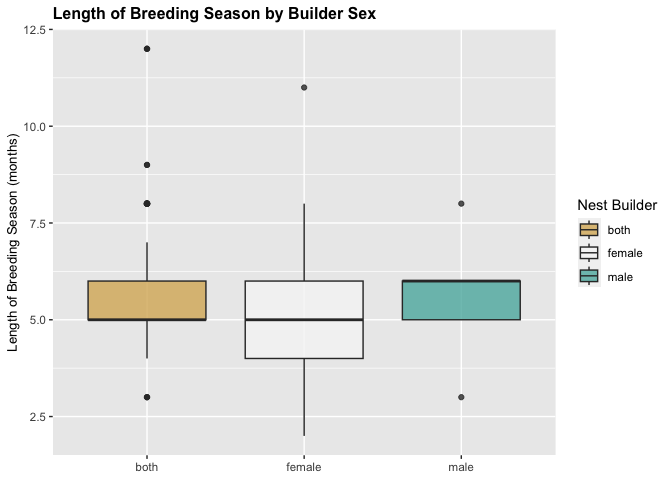 Length of Breeding Season by Builder Sex
Length of Breeding Season (months)
12.5
10.0
7.5
5.0
2.5
both
female
male
Nest Builder
both
female
male